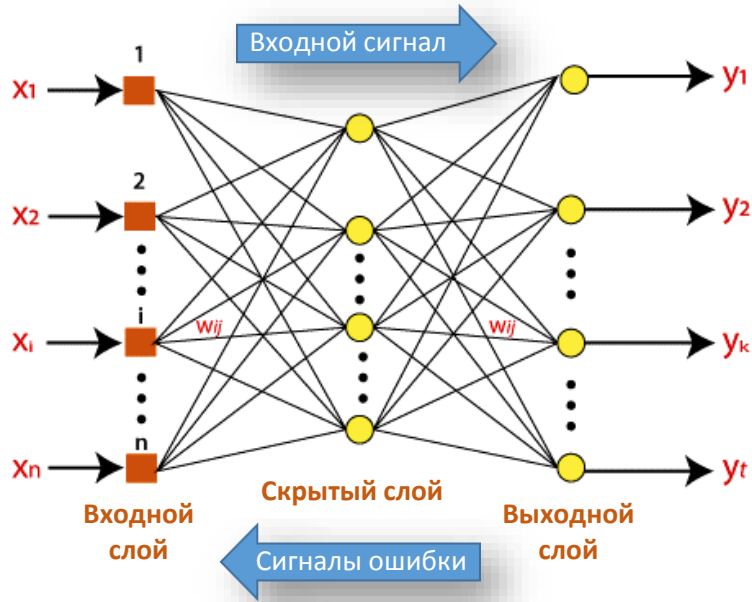 Входной сигнал
1
x1
y1
2
x2
y2
i
xi
wij
wij
yk
n
xn
yt
Скрытый слой
Входной
слой
Выходной
слой
Сигналы ошибки